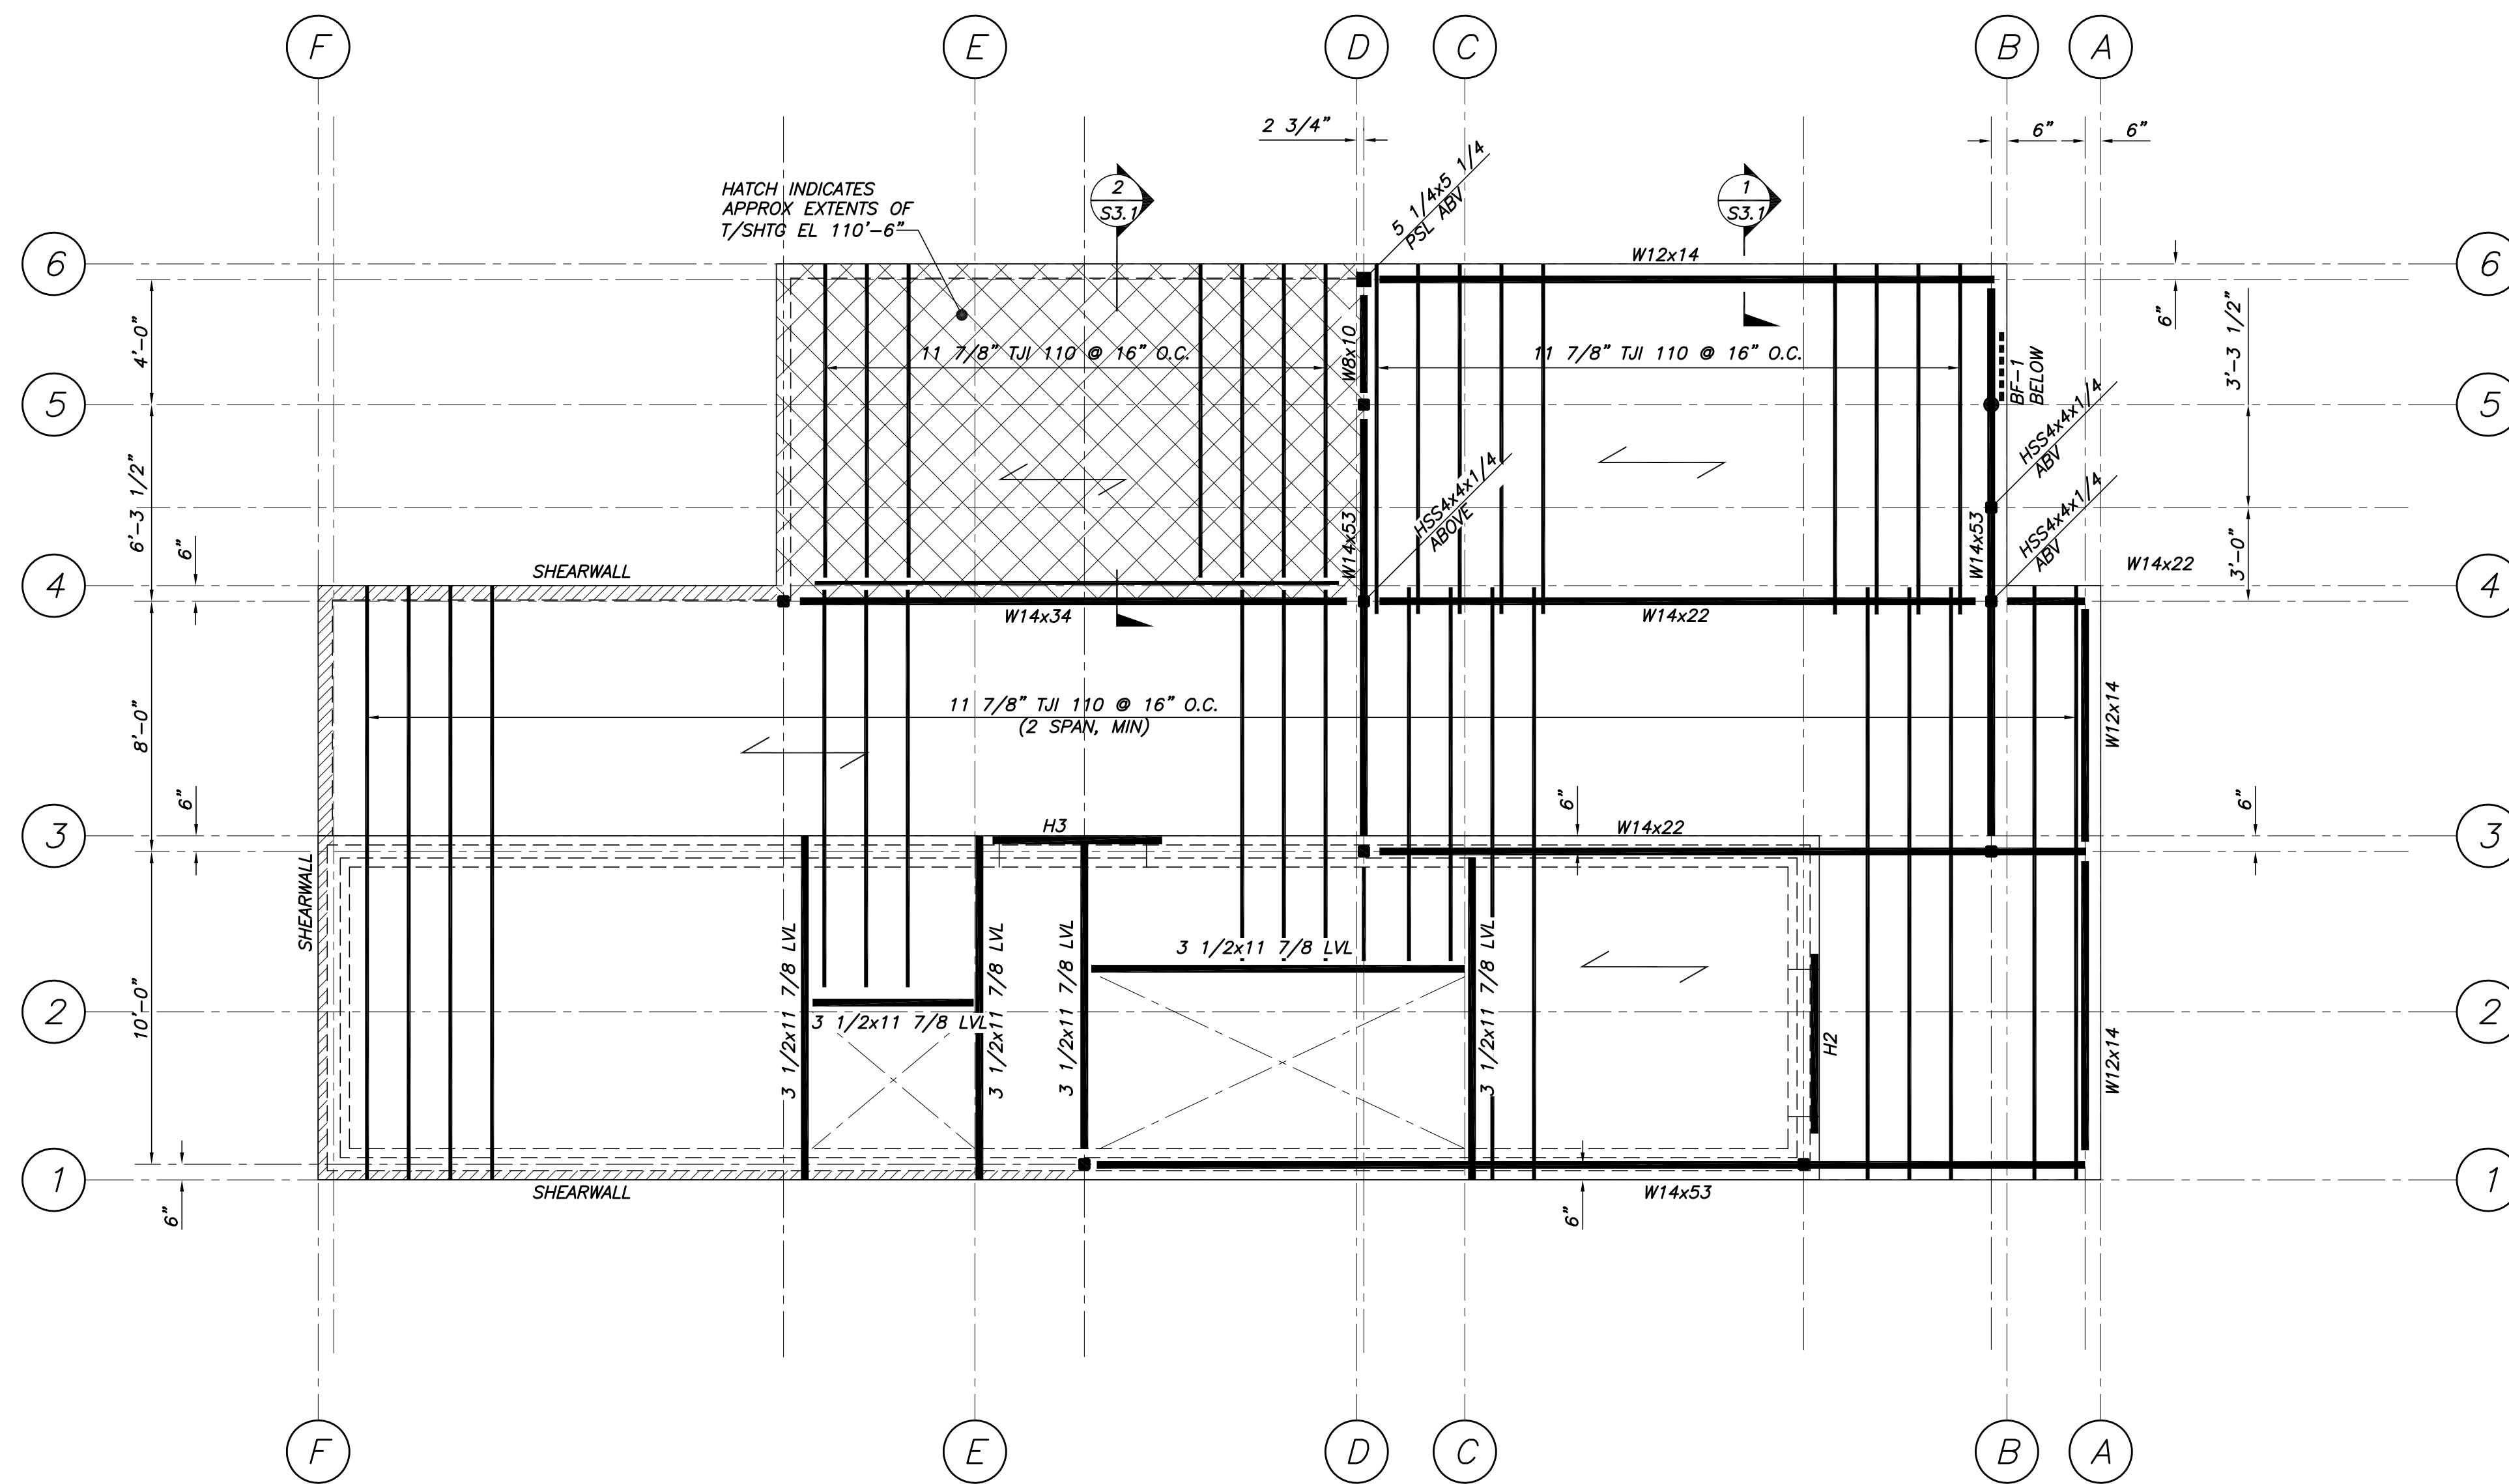 F
E
D
C
B
A
2 3/4"
6"
6"
HATCH INDICATES
APPROX EXTENTS OF
T/SHTG EL 110'-6"
2
S3.1
5 1/4x5 1/4
PSL ABV
1
S3.1
6
W12x14
6
4'-0"
11 7/8" TJI 110 @ 16" O.C.
W8x10
11 7/8" TJI 110 @ 16" O.C.
BF-1
BELOW
6"
3'-3 1/2"
5
5
6'-3 1/2"
6"
HSS4x4x1/4
ABOVE
HSS4x4x1/4
ABV
HSS4x4x1/4
ABV
W14x53
W14x53
3'-0"
SHEARWALL
W14x22
4
4
W14x34
W14x22
8'-0"
11 7/8" TJI 110 @ 16" O.C.
(2 SPAN, MIN)
W12x14
6"
6"
6"
3
H3
W14x22
3
SHEARWALL
3 1/2x11 7/8 LVL
3 1/2x11 7/8 LVL
3 1/2x11 7/8 LVL
3 1/2x11 7/8 LVL
3 1/2x11 7/8 LVL
10'-0"
2
3 1/2x11 7/8 LVL
H2
W12x14
2
1
SHEARWALL
W14x53
1
6"
6"
F
E
D
C
B
A